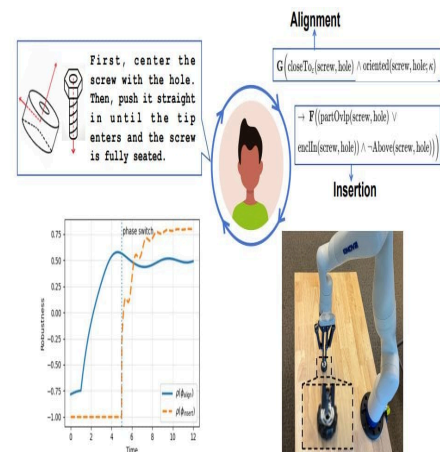 Alignment
First, center the
screw with the hole.
Then, push it straight
in until the tip
enters and the screw
is fully seated.
G(closeToε(screw, hole) ∧ oriented(screw, hole; κ)
→ F((partOvlp(screw, hole) ∨
enclIn(screw, hole)) ∧ ¬Above(screw, hole)))
Insertion
phase switch
Robustness
0.75
0.50
0.25
0.00
−0.25
−0.50
−0.75
−1.00
ρ(ϕalign)
ρ(ϕinsert)
0 2 4 6 8 10 12
Time